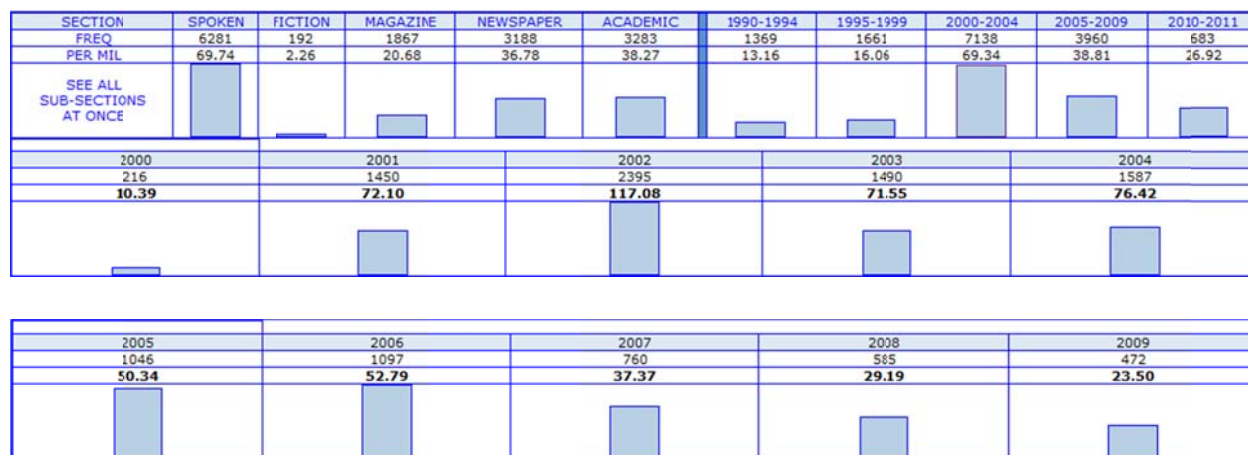 SECTION SPOKEN FICTION MAGAZINE NEWSPAPER ACADEMIC 1990-1994 1995-1999 2000-2004 2005-2009 2010-2011
FREQ 6281 192 1867 3188 3283 1369 1661 7138 3960 683
PER MIL 69.74 2.26 20.68 36.78 38.27 13.16 16.06 69.34 38.81 26.92
SEE ALL
SUB-SECTIONS
AT ONCE
2000 2001 2002 2003 2004
216 1450 2395 1490 1587
10.39 72.10 117.08 71.55 76.42
2005 2006 2007 2008 2009
1046 1097 760 585 472
50.34 52.79 37.37 29.19 23.50